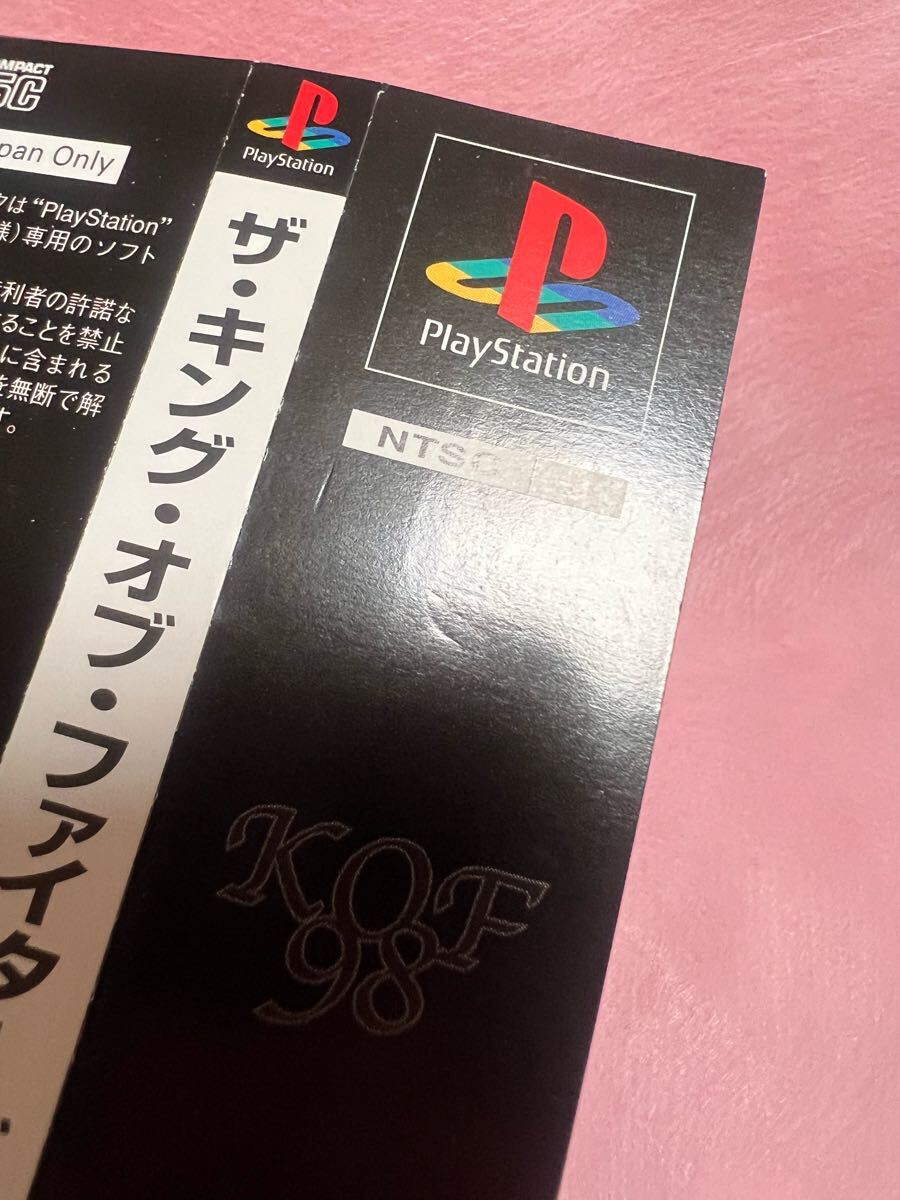 COMPACT
Japan Only
は “PlayStation”
様）専用のソフト
利者の許諾な
ることを禁止
に含まれる
を無断で解
す。
PlayStation
ザ・キング・オブ・ファイターズ
PlayStation
NTSC
KOF
98